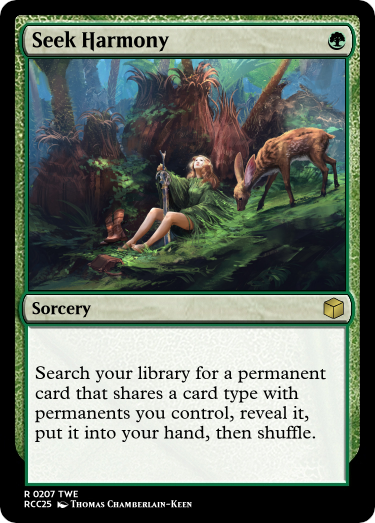 Seek Harmony
Sorcery
Search your library for a permanent
card that shares a card type with
permanents you control, reveal it,
put it into your hand, then shuffle.
R 0207 TWE
RCC25 Thomas Chamberlain-Keen